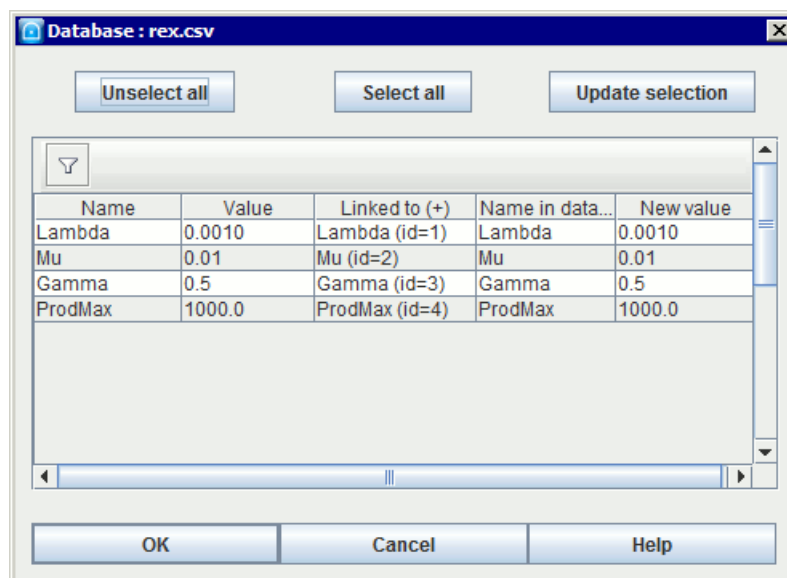 Database : rex.csv
Unselect all Select all Update selection
Name Value Linked to (+) Name in data... New value
Lambda 0.0010 Lambda (id=1) Lambda 0.0010
Mu 0.01 Mu (id=2) Mu 0.01
Gamma 0.5 Gamma (id=3) Gamma 0.5
ProdMax 1000.0 ProdMax (id=4) ProdMax 1000.0
OK Cancel Help